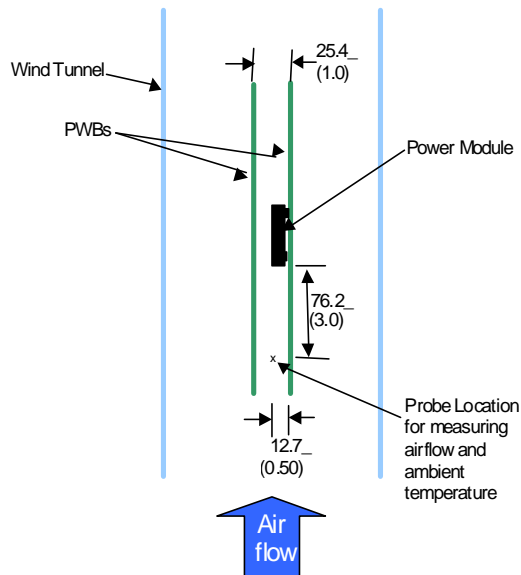 25.4_
(1.0)
Wind Tunnel
PWBs
Power Module
76.2_
(3.0)
x
Probe Location
for measuring
airflow and
ambient
temperature
12.7_
(0.50)
Air
flow